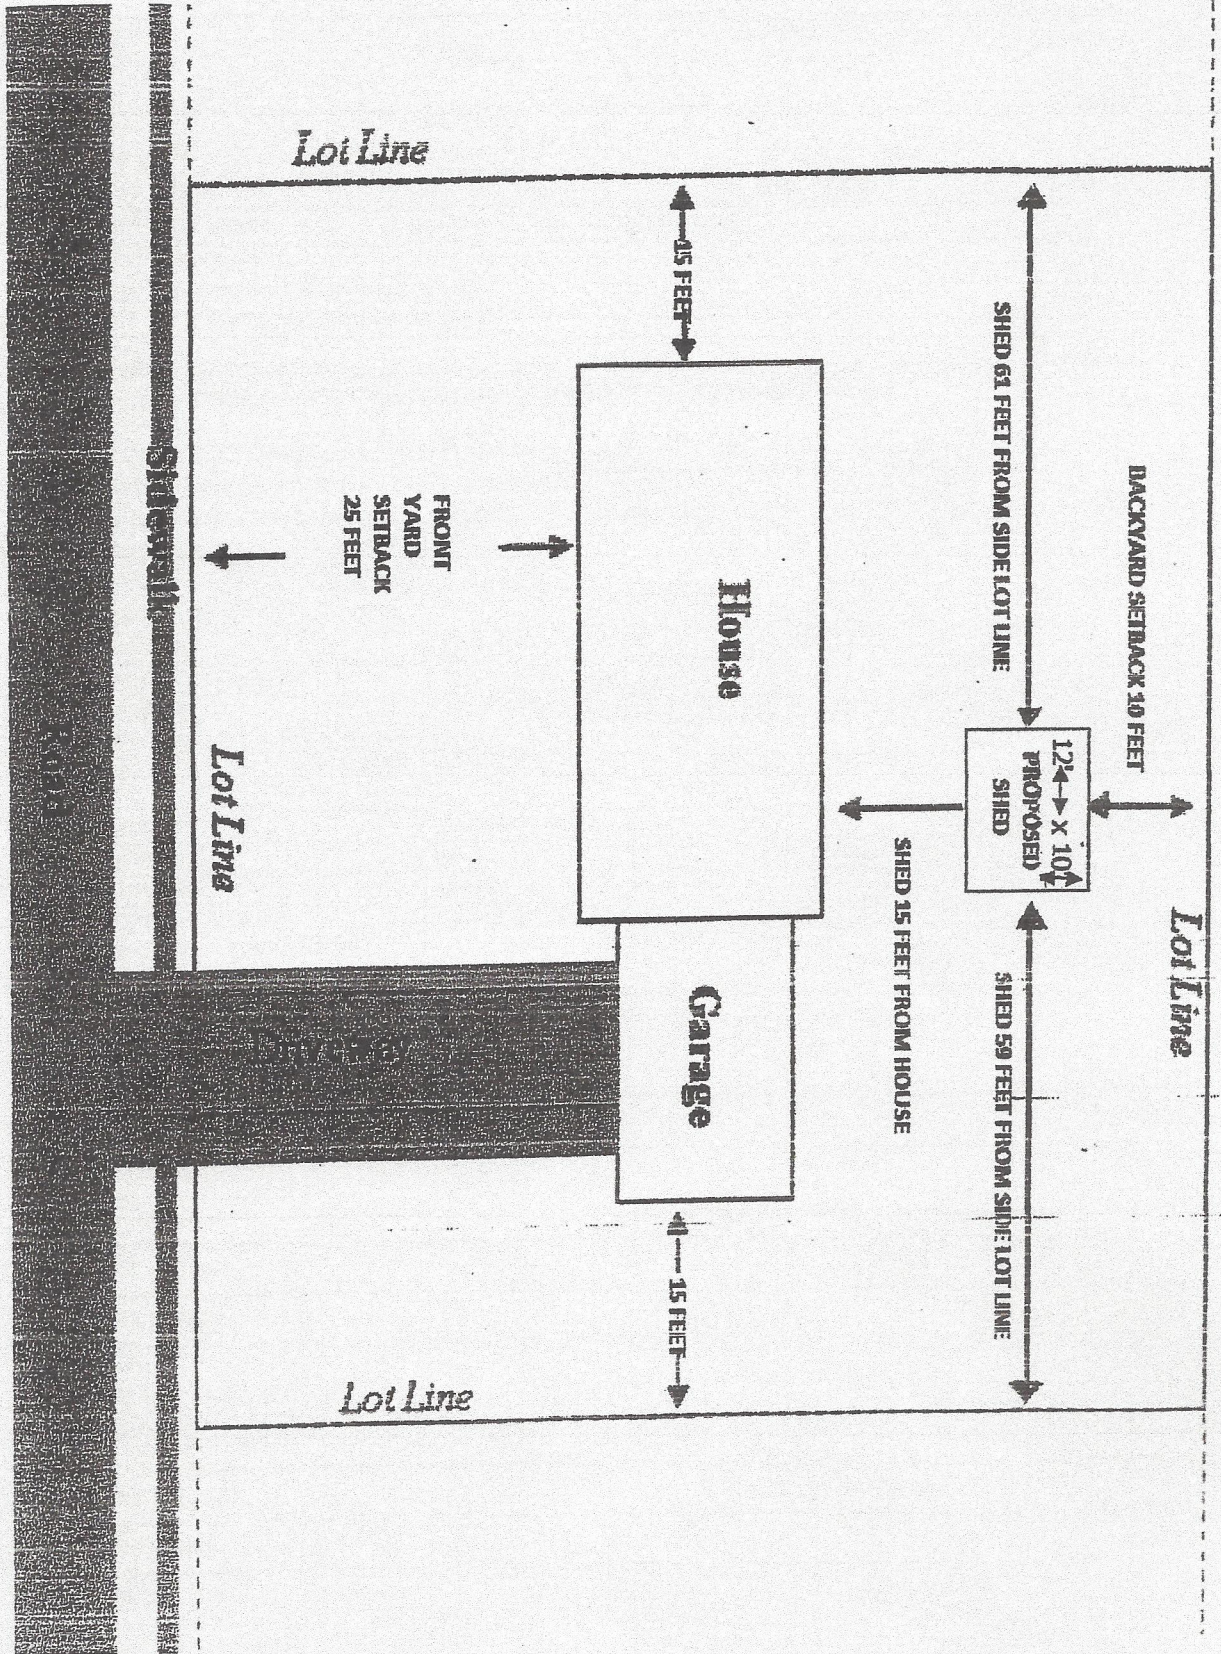 Lot Line
BACKYARD SETBACK 10 FEET
Lot Line
SHED 61 FEET FROM SIDE LOT LINE
12' x 10'
PROPOSED
SHED
SHED 59 FEET FROM SIDE LOT LINE
SHED 15 FEET FROM HOUSE
15 FEET
House
Garage
15 FEET
FRONT
YARD
SETBACK
25 FEET
Lot Line
Lot Line
Sidewalk
Road